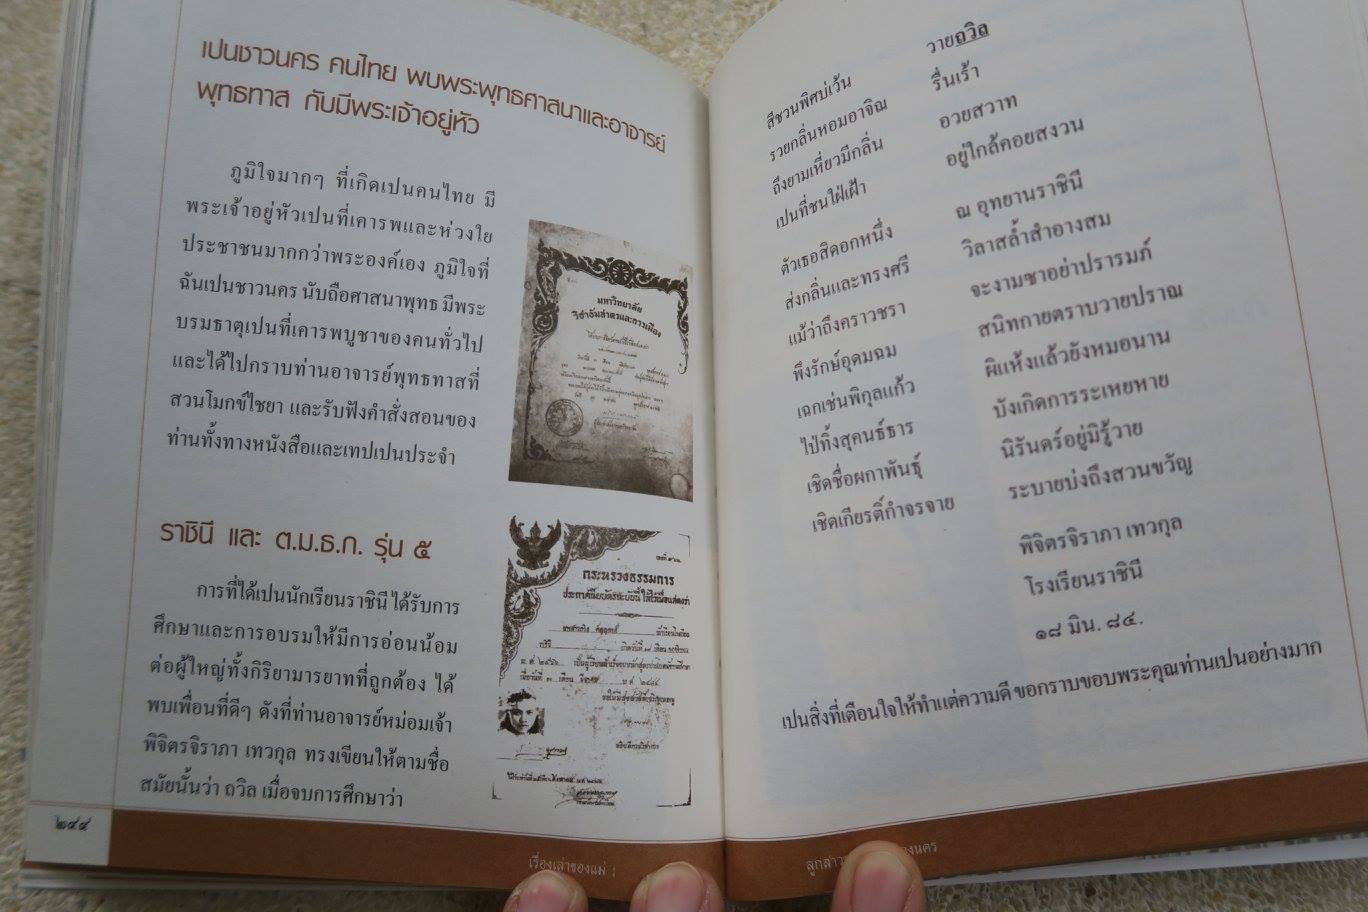 เปนชาวนคร คนไทย พบพระพุทธศาสนาและอาจารย์
พุทธทาส กับมีพระเจ้าอยู่หัว
ภูมิใจมากๆ ที่เกิดเปนคนไทย มี
พระเจ้าอยู่หัวเปนที่เคารพและห่วงใย
ประชาชนมากกว่าพระองค์เอง ภูมิใจที่
ฉันเปนชาวนคร นับถือศาสนาพุทธ มีพระ
บรมธาตุเปนที่เคารพบูชาของคนทั่วไป
และได้ไปกราบท่านอาจารย์พุทธทาสที่
สวนโมกข์ไชยา และรับฟังคำสั่งสอนของ
ท่านทั้งทางหนังสือและเทปเปนประจำ
มหาวิทยาลัย
วิชาธรรมศาสตร์และการเมือง
ราชินี และ ต.ม.ธ.ก. รุ่น ๕
การที่ได้เปนนักเรียนราชินี ได้รับการ
ศึกษาและการอบรมให้มีการอ่อนน้อม
ต่อผู้ใหญ่ทั้งกิริยามารยาทที่ถูกต้อง ได้
พบเพื่อนที่ดีๆ ดังที่ท่านอาจารย์หม่อมเจ้า
พิจิตรจิราภา เทวกุล ทรงเขียนให้ตามชื่อ
สมัยนั้นว่า ถวิล เมื่อจบการศึกษาว่า
กระทรวงธรรมการ
๒๔๔
เรื่องเล่าของแม่ :
สีชวนพิศบ่เว้น วายถวิล
รวยกลิ่นหอมอาจิณ รื่นเร้า
ถึงยามเหี่ยวมีกลิ่น อวยสวาท
เปนที่ชนใฝ่เฝ้า อยู่ใกล้คอยสงวน
ตัวเธอสิดอกหนึ่ง ณ อุทยานราชินี
ส่งกลิ่นและทรงศรี วิลาสล้ำสำอางสม
แม้ว่าถึงคราวชรา จะงามซาอย่าปรารมภ์
พึงรักษ์อุดมฉม สนิทกายตราบวายปราณ
เฉกเช่นพิกุลแก้ว ผิแห้งแล้วยังหมอนาน
ไป่ทิ้งสุคนธ์ธาร บังเกิดการระเหยหาย
เชิดชื่อผกาพันธุ์ นิรันดร์อยู่มิรู้วาย
เชิดเกียรติ์กำจรจาย ระบายบ่งถึงสวนขวัญ
พิจิตรจิราภา เทวกุล
โรงเรียนราชินี
๑๘ มิน. ๘๔.
เปนสิ่งที่เตือนใจให้ทำแต่ความดี ขอกราบขอบพระคุณท่านเปนอย่างมาก